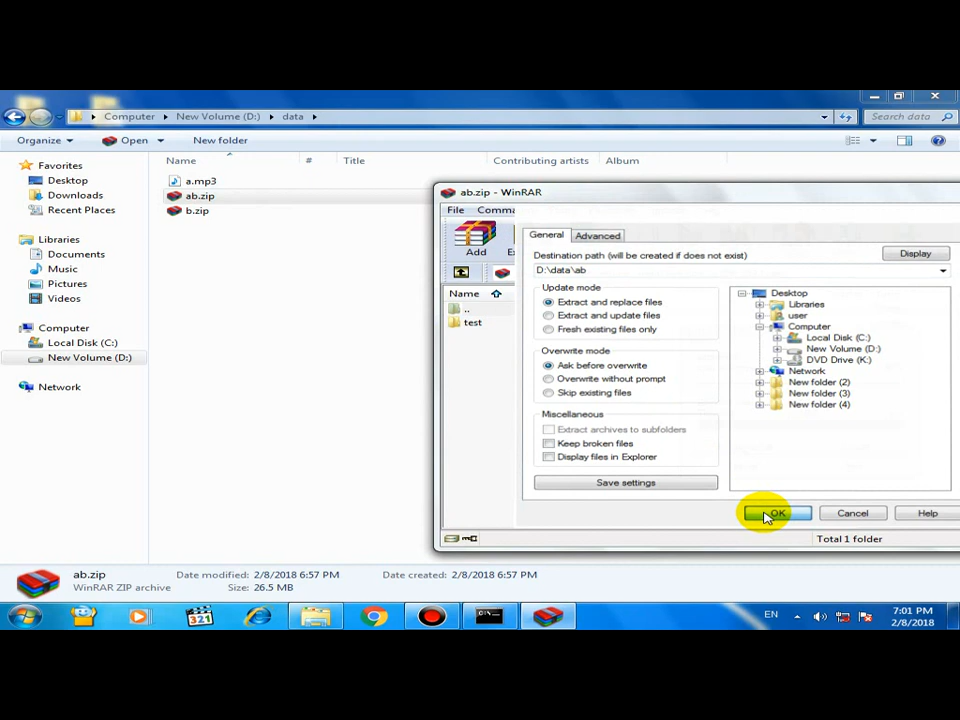 Computer New Volume (D:) data Search data
Organize Open New folder
Name # Title Contributing artists Album
Favorites
Desktop
Downloads
Recent Places
Libraries
Documents
Music
Pictures
Videos
Computer
Local Disk (C:)
New Volume (D:)
Network
a.mp3
ab.zip
b.zip
ab.zip - WinRAR
File Comma
Add
Name
..
test
General Advanced
Destination path (will be created if does not exist) Display
D:\data\ab
Update mode
Extract and replace files
Extract and update files
Fresh existing files only
Overwrite mode
Ask before overwrite
Overwrite without prompt
Skip existing files
Miscellaneous
Extract archives to subfolders
Keep broken files
Display files in Explorer
Save settings
Desktop
Libraries
user
Computer
Local Disk (C:)
New Volume (D:)
DVD Drive (K:)
Network
New folder (2)
New folder (3)
New folder (4)
OK Cancel Help
Total 1 folder
ab.zip Date modified: 2/8/2018 6:57 PM Date created: 2/8/2018 6:57 PM
WinRAR ZIP archive Size: 26.5 MB
321 C:\. EN 7:01 PM
2/8/2018